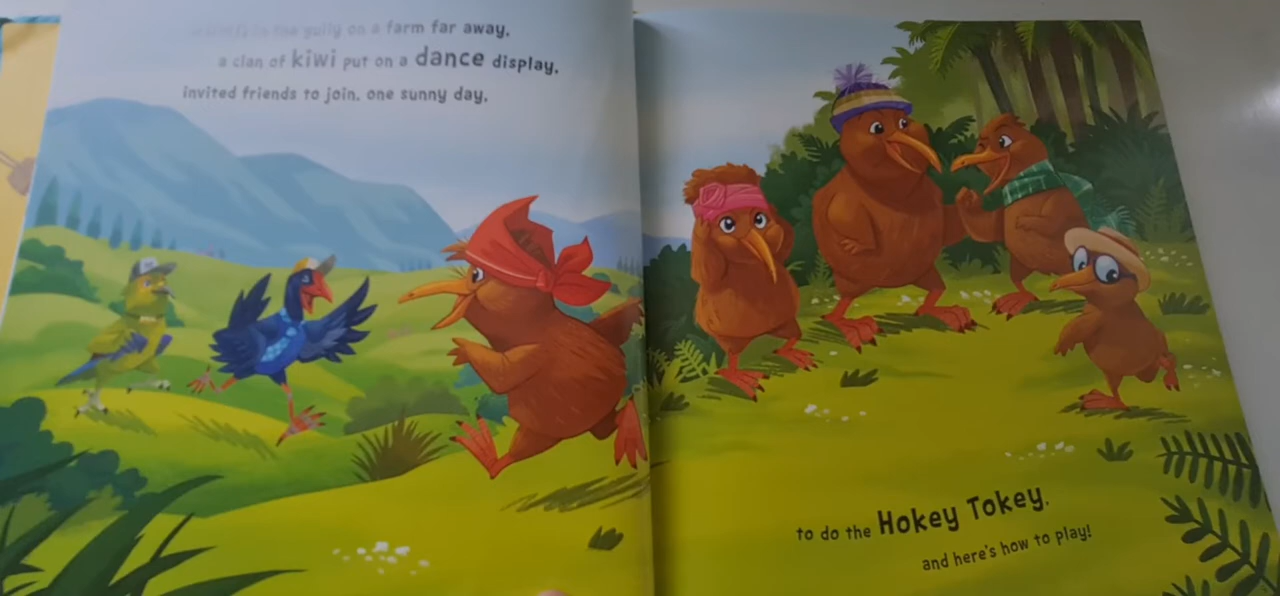 in the gully on a farm far away,
a clan of kiwi put on a dance display,
invited friends to join, one sunny day,
to do the Hokey Tokey,
and here's how to play!